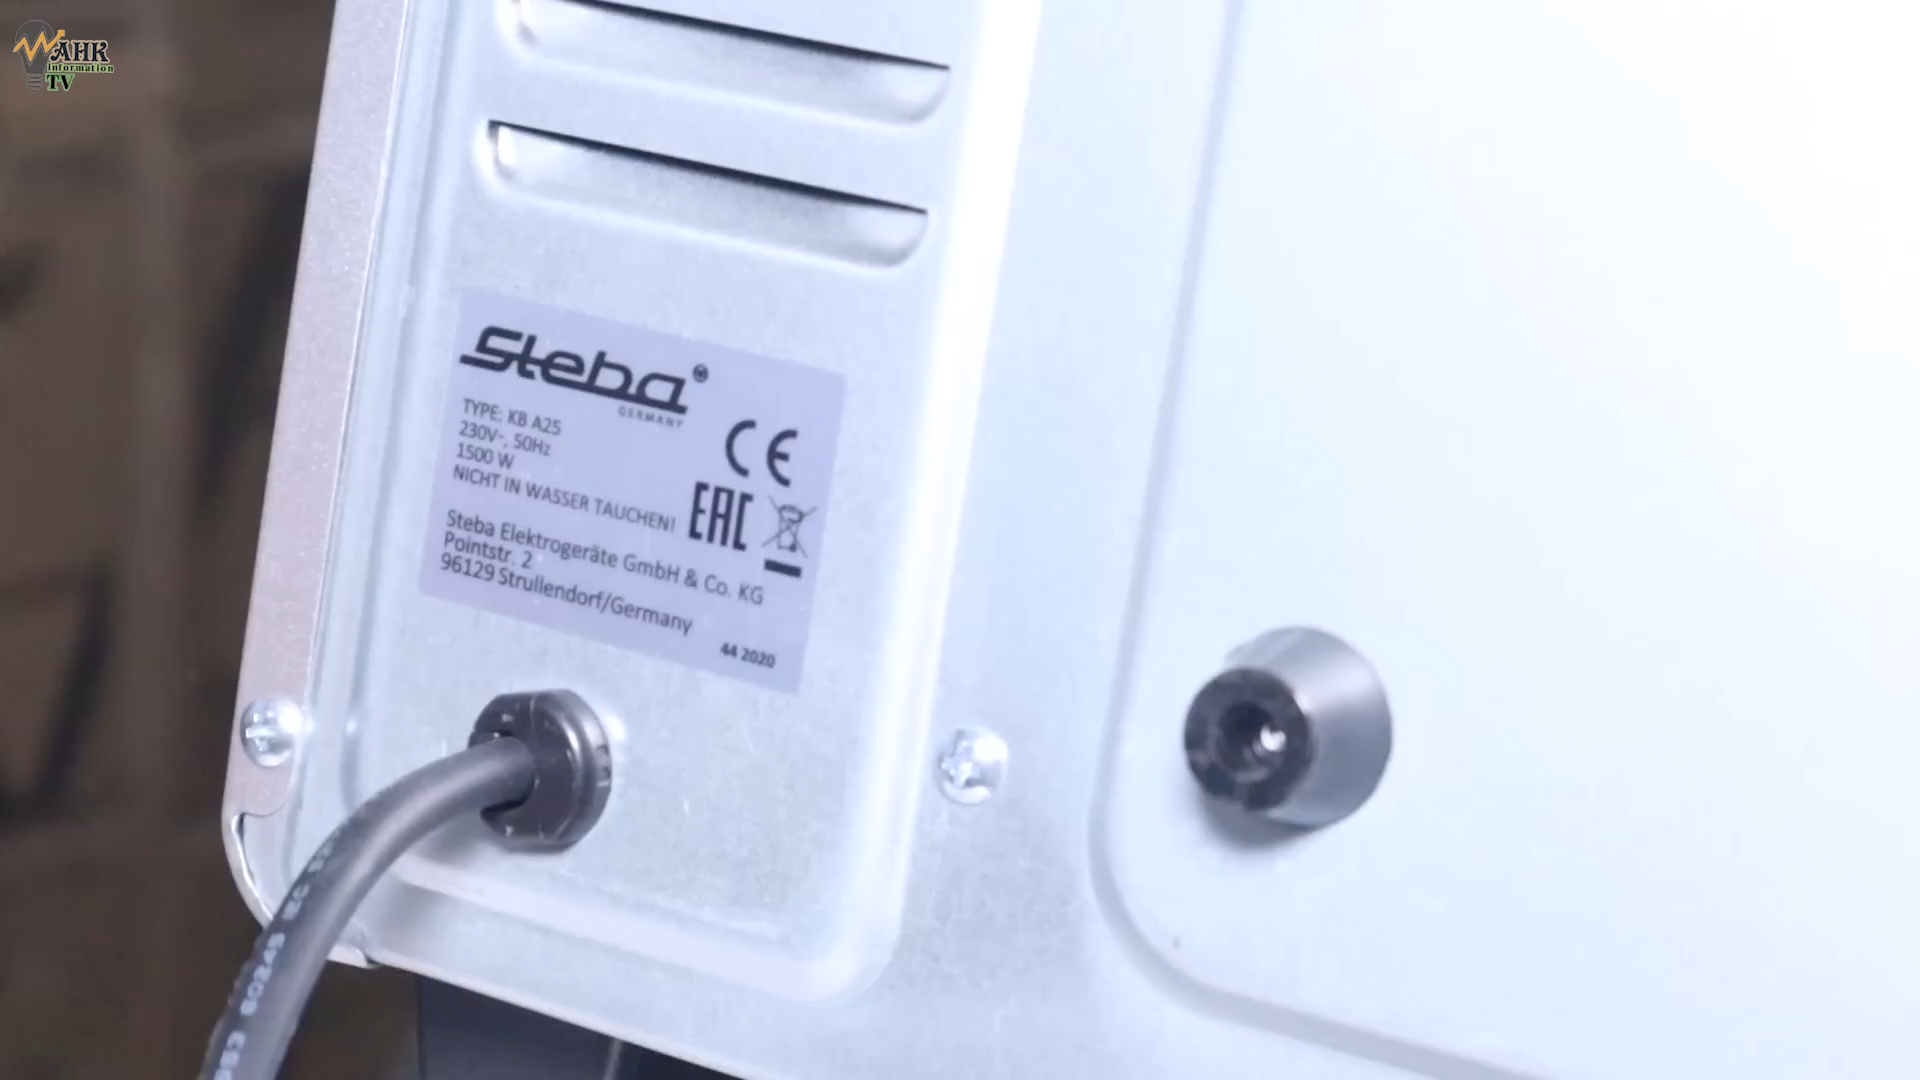 AHK
information
TV
Steba®
GERMANY
TYPE: KB A25
230V~, 50Hz
1500 W
NICHT IN WASSER TAUCHEN!
CE
EAC
Steba Elektrogeräte GmbH & Co. KG
Pointstr. 2
96129 Strullendorf/Germany
44 2020